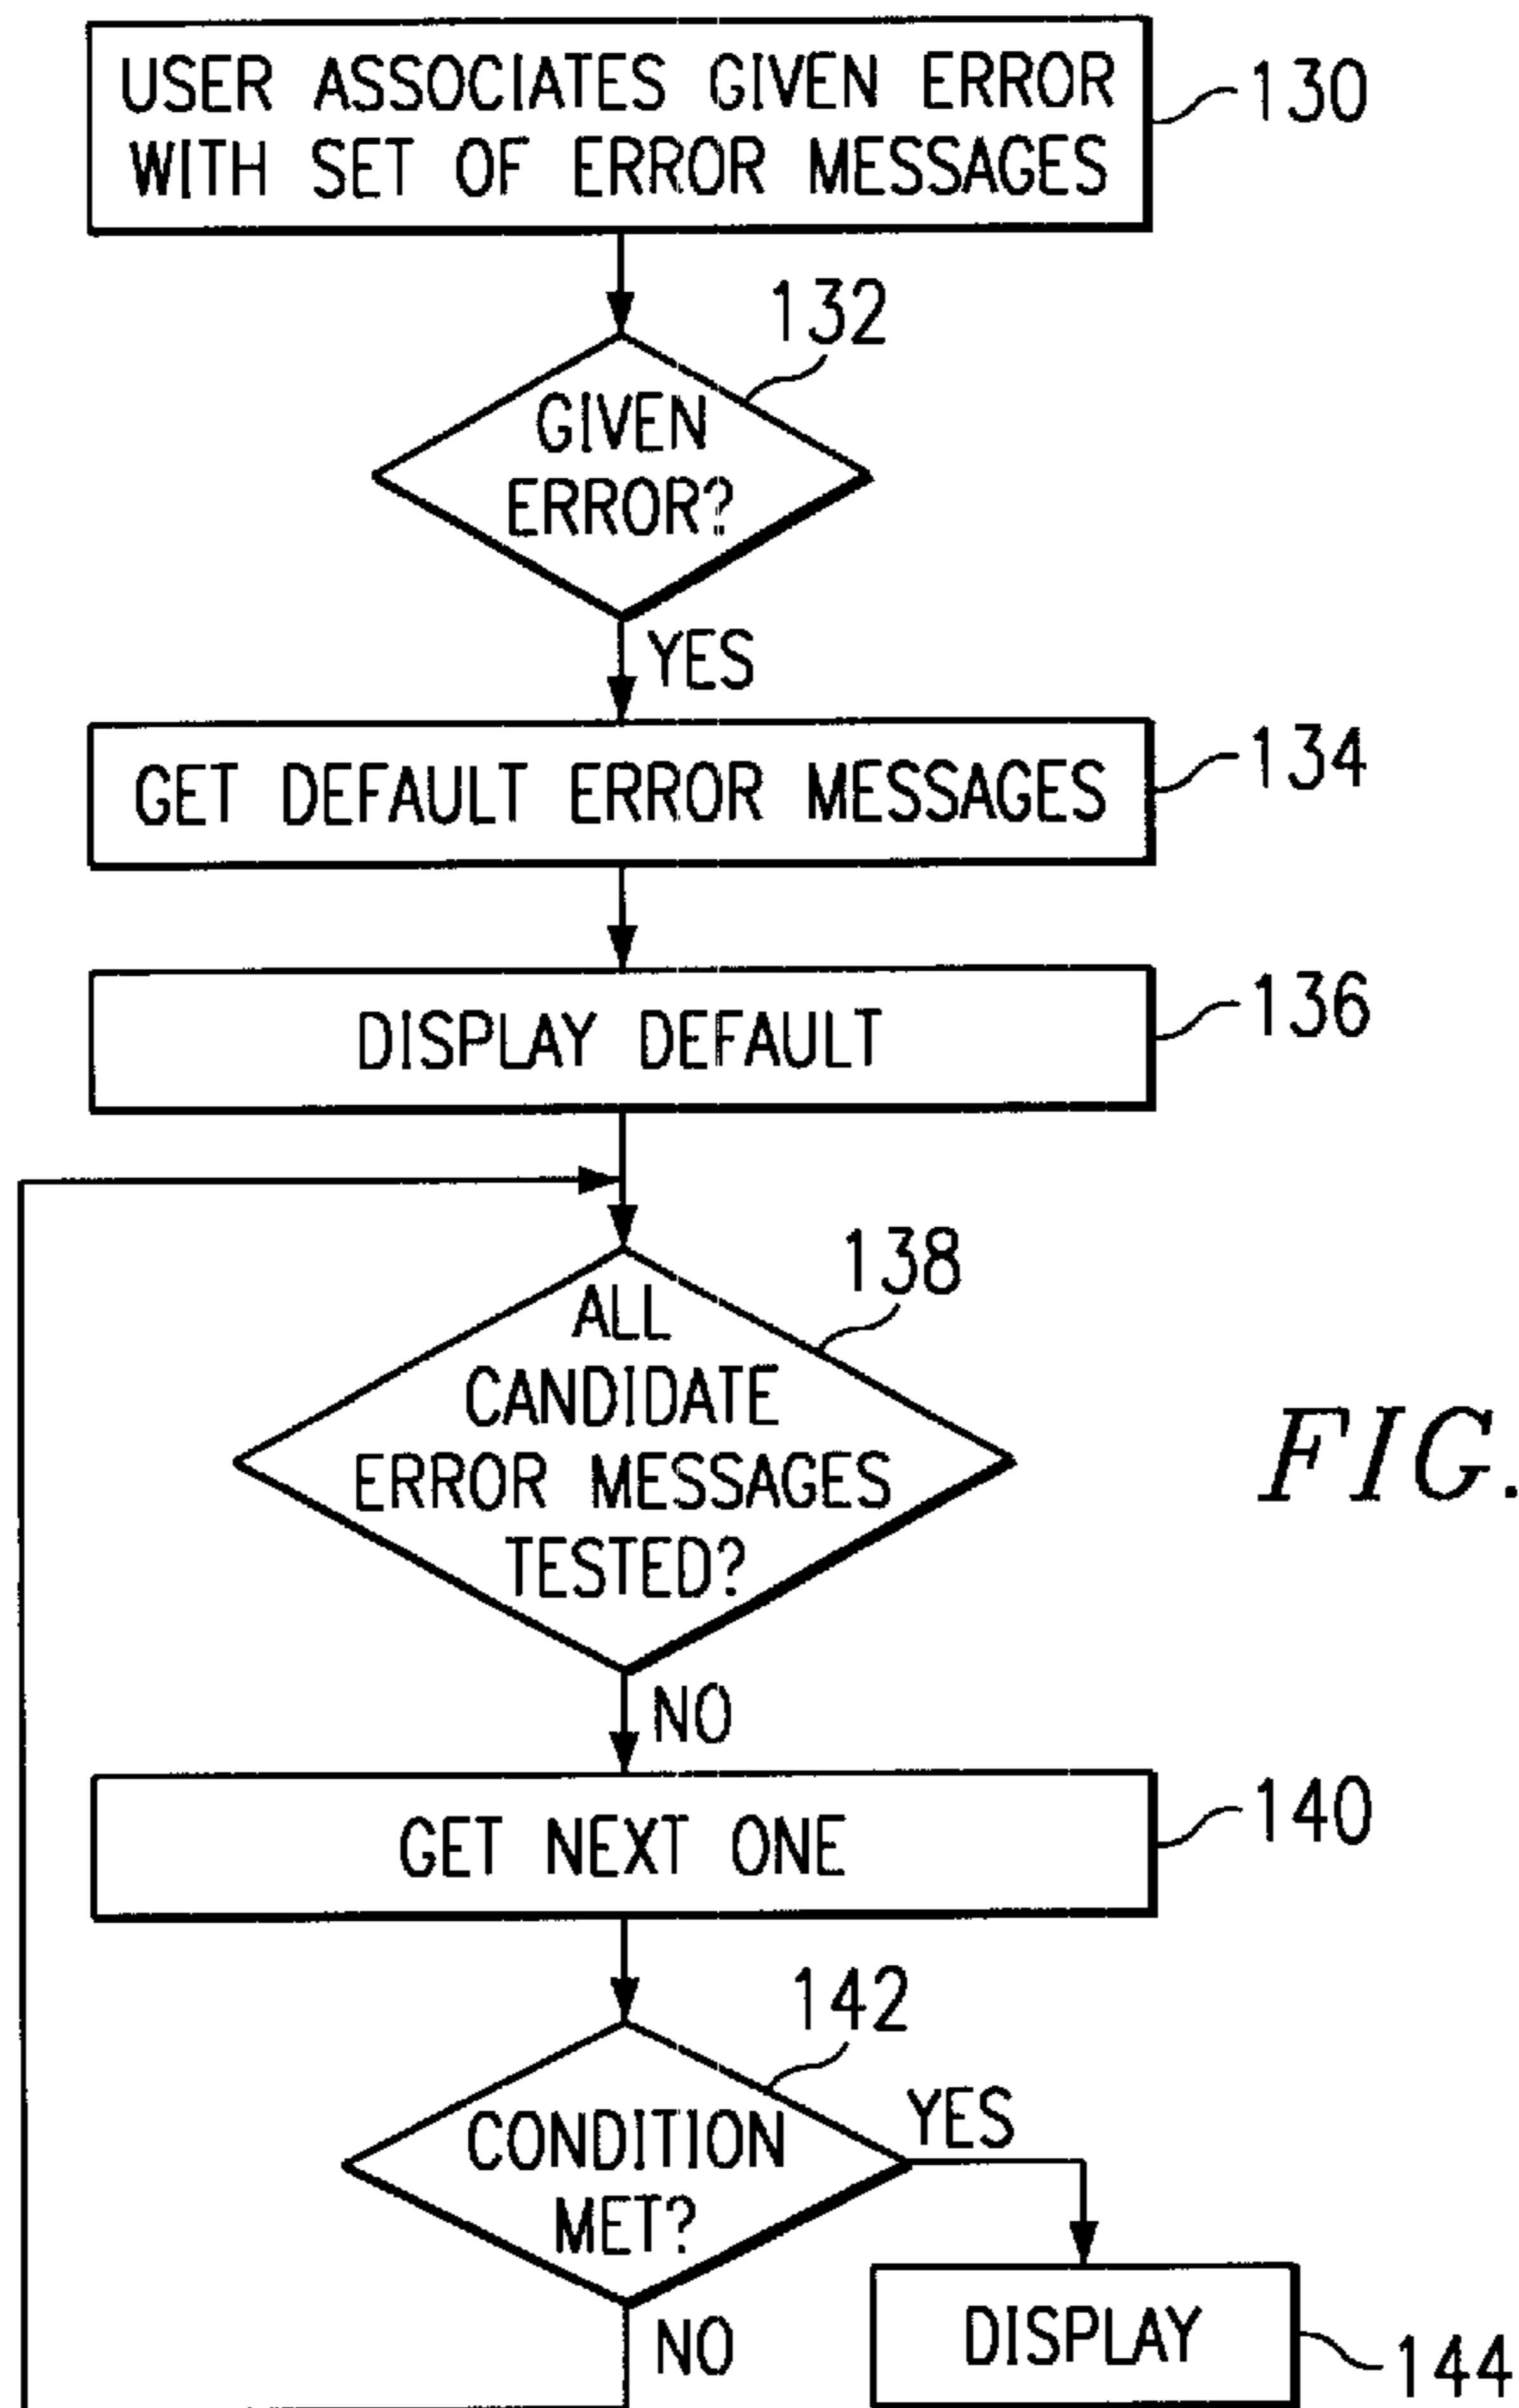 USER ASSOCIATES GIVEN ERROR
WITH SET OF ERROR MESSAGES
130
132
GIVEN
ERROR?
YES
GET DEFAULT ERROR MESSAGES
134
DISPLAY DEFAULT
136
138
ALL
CANDIDATE
ERROR MESSAGES
TESTED?
FIG.
NO
GET NEXT ONE
140
142
CONDITION
MET?
YES
NO
DISPLAY
144